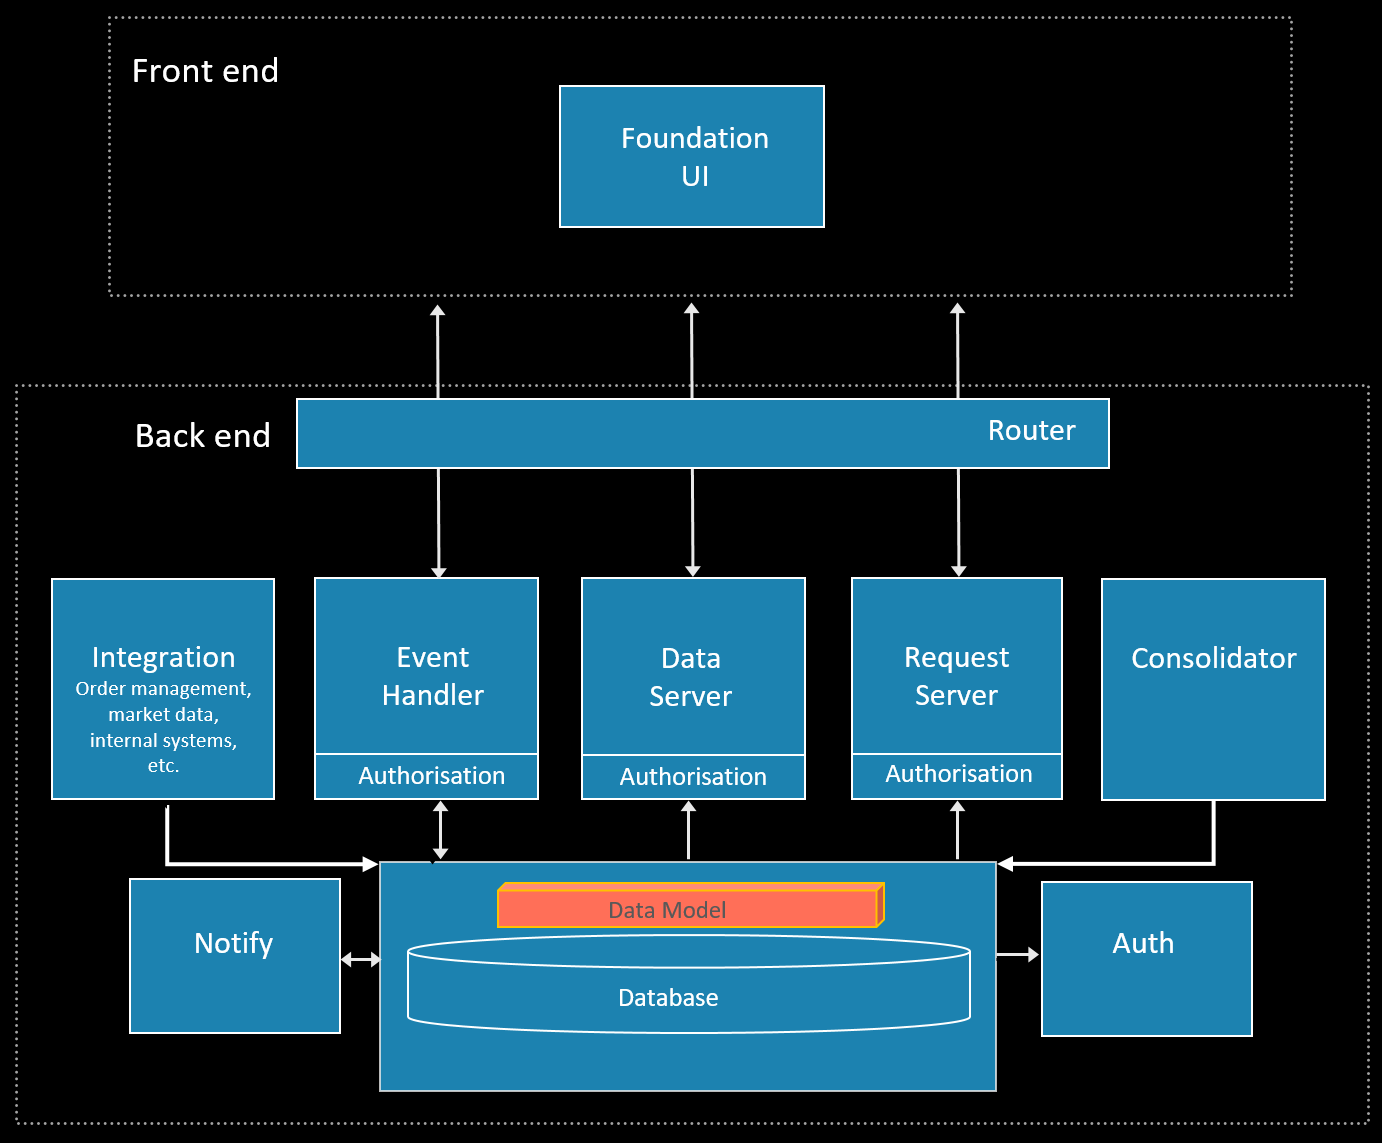 Front end
Foundation
UI
Back end
Router
Integration
Order management,
market data,
internal systems,
etc.
Event
Handler
Authorisation
Data
Server
Authorisation
Request
Server
Authorisation
Consolidator
Notify
Data Model
Database
Auth